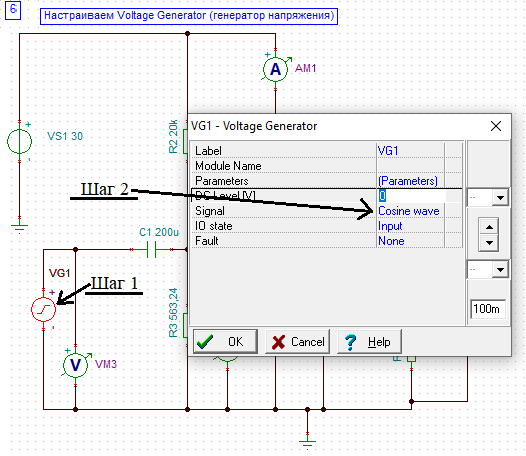 6
Настраиваем Voltage Generator (генератор напряжения)
+
A
AM1
VG1 - Voltage Generator
+
VS1 30
R2 20k
Label VG1
Module Name
Parameters (Parameters)
DC Level [V] 0
Signal Cosine wave
IO state Input
Fault None
Шаг 2
--
C1 200u
VG1
+
Шаг 1
--
R3 563,24
100m
OK
Cancel
? Help
+
V
VM3